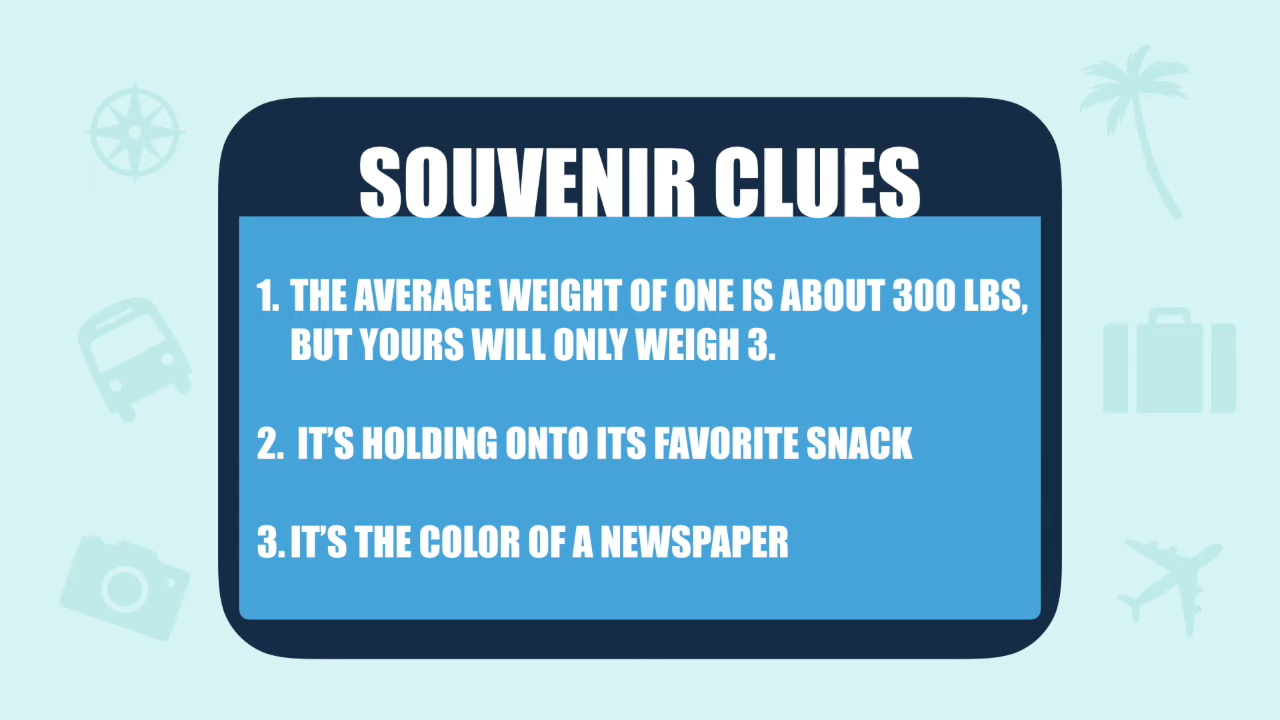 SOUVENIR CLUES
1. THE AVERAGE WEIGHT OF ONE IS ABOUT 300 LBS,
BUT YOURS WILL ONLY WEIGH 3.
2. IT'S HOLDING ONTO ITS FAVORITE SNACK
3. IT'S THE COLOR OF A NEWSPAPER